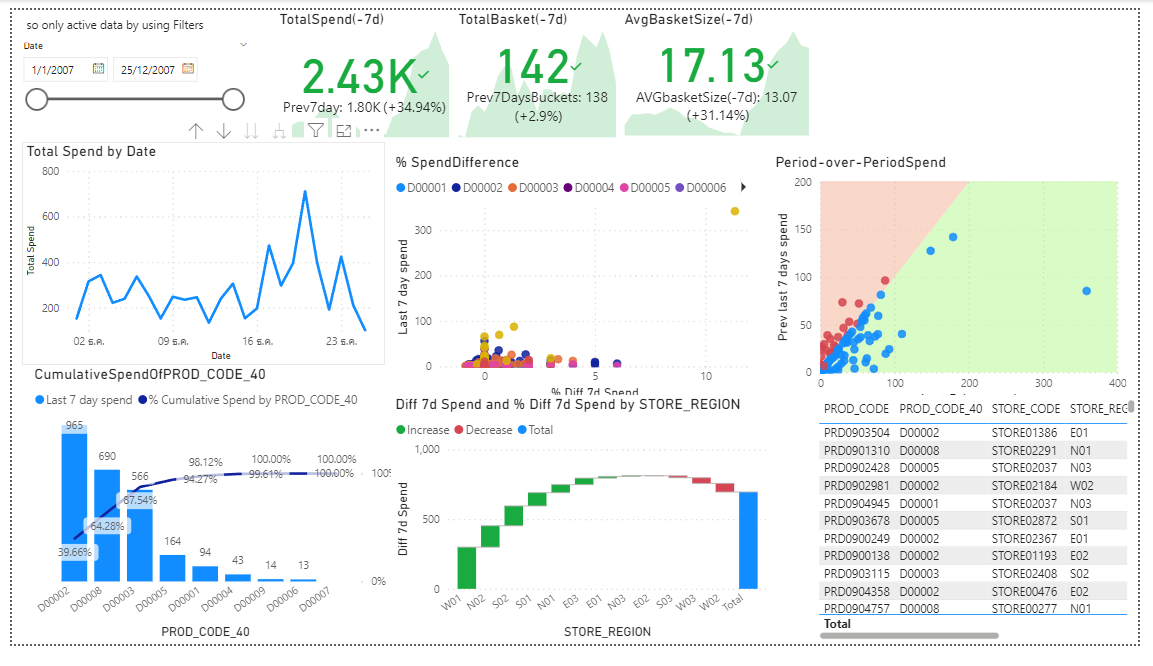 so only active data by using Filters
Date
1/1/2007
25/12/2007
TotalSpend(-7d)
2.43K
Prev7day: 1.80K (+34.94%)
TotalBasket(-7d)
142
Prev7DaysBuckets: 138
(+2.9%)
AvgBasketSize(-7d)
17.13
AVGbasketSize(-7d): 13.07
(+31.14%)
Total Spend by Date
Total Spend
800
600
400
200
02 ธ.ค.
09 ธ.ค.
16 ธ.ค.
23 ธ.ค.
Date
% SpendDifference
D00001 D00002 D00003 D00004 D00005 D00006
Last 7 day spend
300
200
100
0
0
5
10
% Diff 7d Spend
Period-over-PeriodSpend
Prev last 7 days spend
200
150
100
50
0
0
100
200
300
400
CumulativeSpendOfPROD_CODE_40
Last 7 day spend % Cumulative Spend by PROD_CODE_40
965
690
566
164
94
43
14
13
39.66%
64.28%
67.54%
94.27%
98.12%
99.61%
100.00%
100.00%
100.00%
0%
D00002
D00008
D00003
D00005
D00001
D00004
D00009
D00006
D00007
PROD_CODE_40
Diff 7d Spend and % Diff 7d Spend by STORE_REGION
Increase Decrease Total
Diff 7d Spend
1,000
500
0
W01
N02
S02
S01
N01
E03
E01
N03
E02
S03
W03
W02
Total
STORE_REGION
PROD_CODE PROD_CODE_40 STORE_CODE STORE_REG
PRD0903504 D00002 STORE01386 E01
PRD0901310 D00008 STORE02291 N01
PRD0902428 D00005 STORE02037 N03
PRD0902981 D00002 STORE02184 W02
PRD0904945 D00001 STORE02037 N03
PRD0903678 D00005 STORE02872 S01
PRD0900249 D00002 STORE02367 E01
PRD0900138 D00002 STORE01193 E02
PRD0903115 D00003 STORE02408 S02
PRD0904358 D00002 STORE00476 E02
PRD0904757 D00008 STORE00277 N01
Total